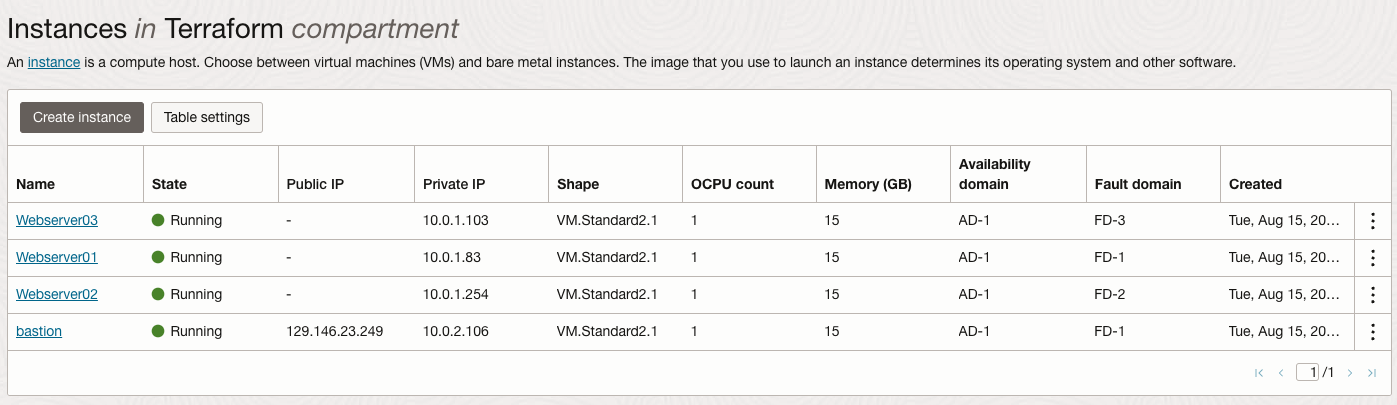 Instances in Terraform compartment
An instance is a compute host. Choose between virtual machines (VMs) and bare metal instances. The image that you use to launch an instance determines its operating system and other software.
Create instance Table settings
Name State Public IP Private IP Shape OCPU count Memory (GB) Availability domain Fault domain Created
Webserver03 Running - 10.0.1.103 VM.Standard2.1 1 15 AD-1 FD-3 Tue, Aug 15, 20...
Webserver01 Running - 10.0.1.83 VM.Standard2.1 1 15 AD-1 FD-1 Tue, Aug 15, 20...
Webserver02 Running - 10.0.1.254 VM.Standard2.1 1 15 AD-1 FD-2 Tue, Aug 15, 20...
bastion Running 129.146.23.249 10.0.2.106 VM.Standard2.1 1 15 AD-1 FD-1 Tue, Aug 15, 20...
1 /1